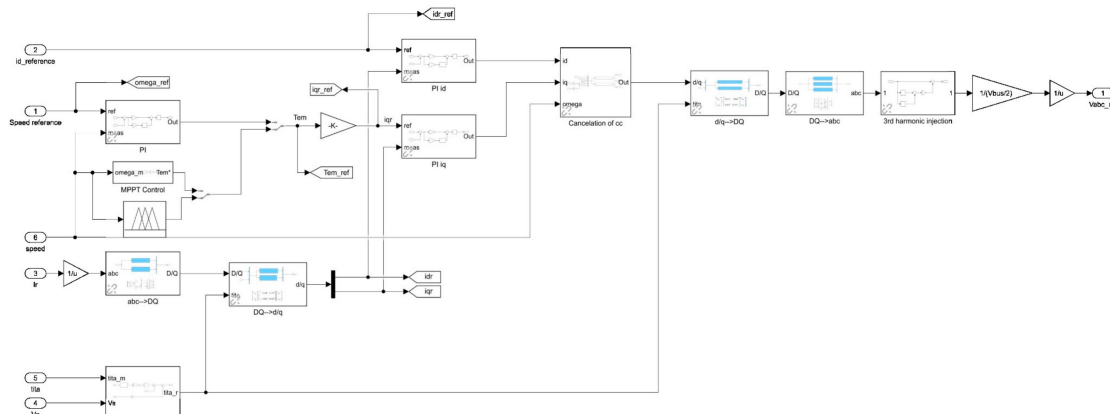 idr_ref
2
id_reference
ref
meas
Out
PI id
omega_ref
iqr_ref
1
Speed reference
ref
meas
Out
PI
Tem
-K-
iqr
ref
meas
Out
PI iq
Tem_ref
id
iq
omega
Out
Cancelation of cc
d/q
tita
D/Q
d/q-->DQ
D/Q
abc
DQ-->abc
1
1
3rd harmonic injection
1/(Vbus/2)
1/u
1
omega_m
Tem*
MPPT Control
6
speed
3
Ir
1/u
abc
D/Q
abc-->DQ
D/Q
tita
d/q
DQ-->d/q
idr
iqr
5
tita
4
tita_m
Vs
tita_r